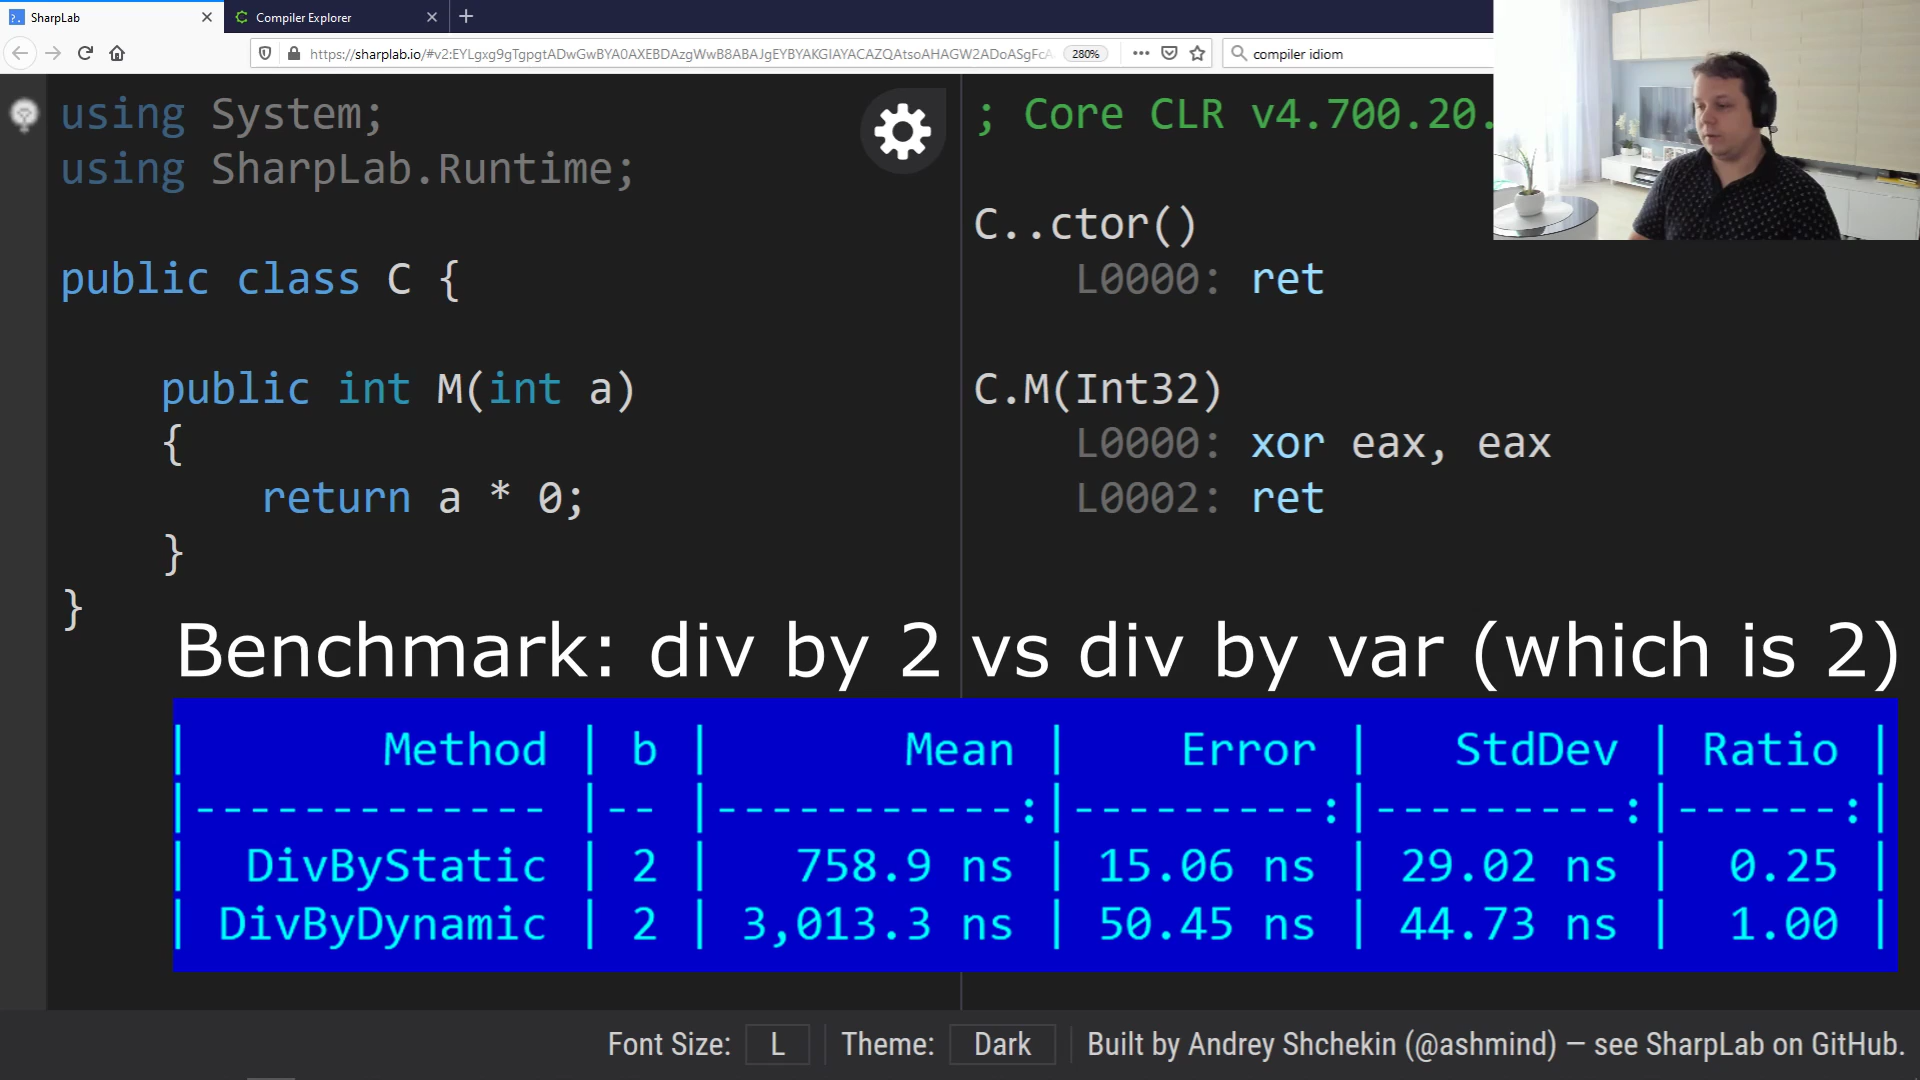 SharpLab
Compiler Explorer
https://sharplab.io/#v2:EYLgxg9gTgpgtADwGwBYA0AXEBDAzgWwB8ABAJgEYBYAKGIAYACAZQAtsoAHAGW2ADoASgFcA
280%
compiler idiom
using System;
using SharpLab.Runtime;
public class C {
public int M(int a)
{
return a * 0;
}
}
; Core CLR v4.700.20.
C..ctor()
L0000: ret
C.M(Int32)
L0000: xor eax, eax
L0002: ret
Benchmark: div by 2 vs div by var (which is 2)
| Method | b | Mean | Error | StdDev | Ratio |
|------------- |-- |-----------:|---------:|---------:|------:|
| DivByStatic | 2 | 758.9 ns | 15.06 ns | 29.02 ns | 0.25 |
| DivByDynamic | 2 | 3,013.3 ns | 50.45 ns | 44.73 ns | 1.00 |
Font Size: L Theme: Dark Built by Andrey Shchekin (@ashmind) — see SharpLab on GitHub.